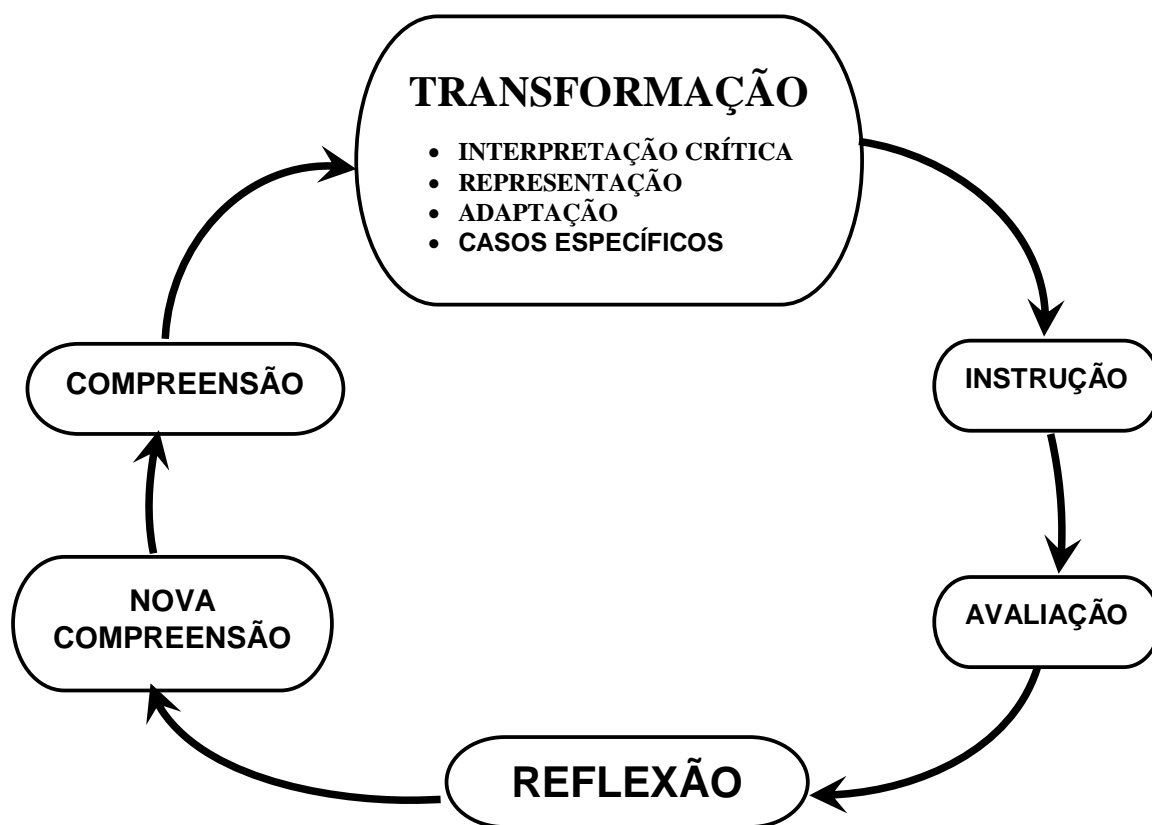 TRANSFORMAÇÃO
• INTERPRETAÇÃO CRÍTICA
• REPRESENTAÇÃO
• ADAPTAÇÃO
• CASOS ESPECÍFICOS
COMPREENSÃO
INSTRUÇÃO
NOVA
COMPREENSÃO
AVALIAÇÃO
REFLEXÃO